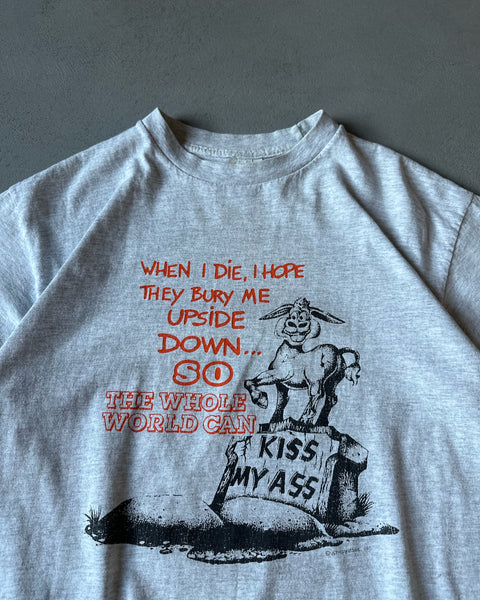 WHEN I DIE, I HOPE
THEY BURY ME
UPSIDE
DOWN...
SO
THE WHOLE
WORLD CAN
KISS
MY ASS